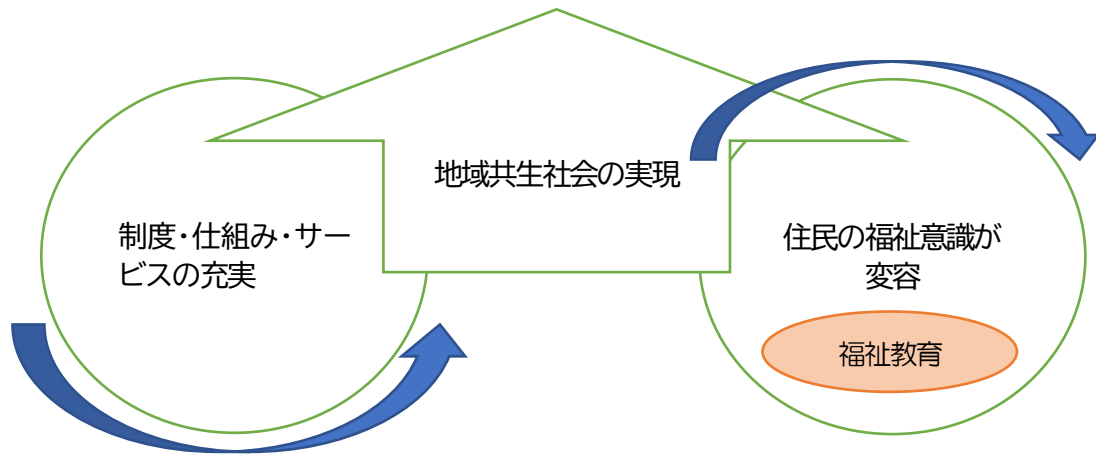 地域共生社会の実現
制度・仕組み・サー
ビスの充実
住民の福祉意識が
変容
福祉教育